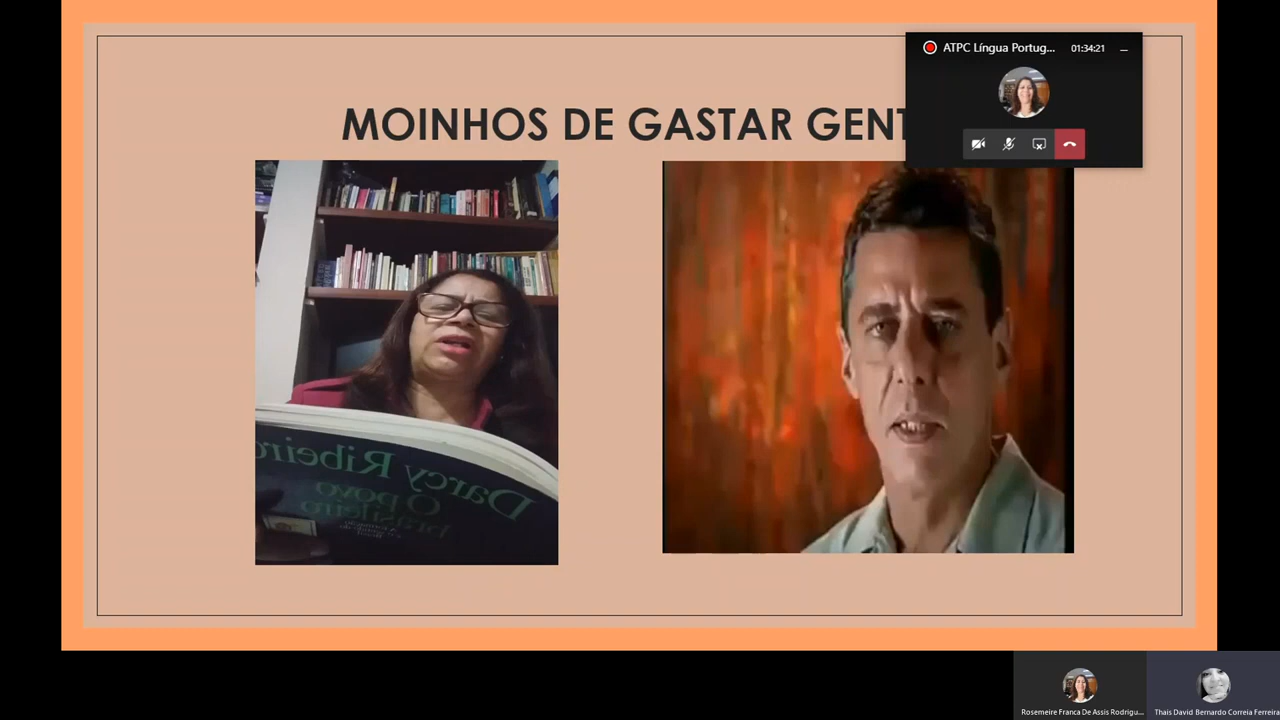 MOINHOS DE GASTAR GENT
ATPC Língua Portug...
01:34:21
Darcy Ribeiro
O povo
brasileiro
Rosemeire Franca De Assis Rodrigu...
Thais David Bernardo Correia Ferreira